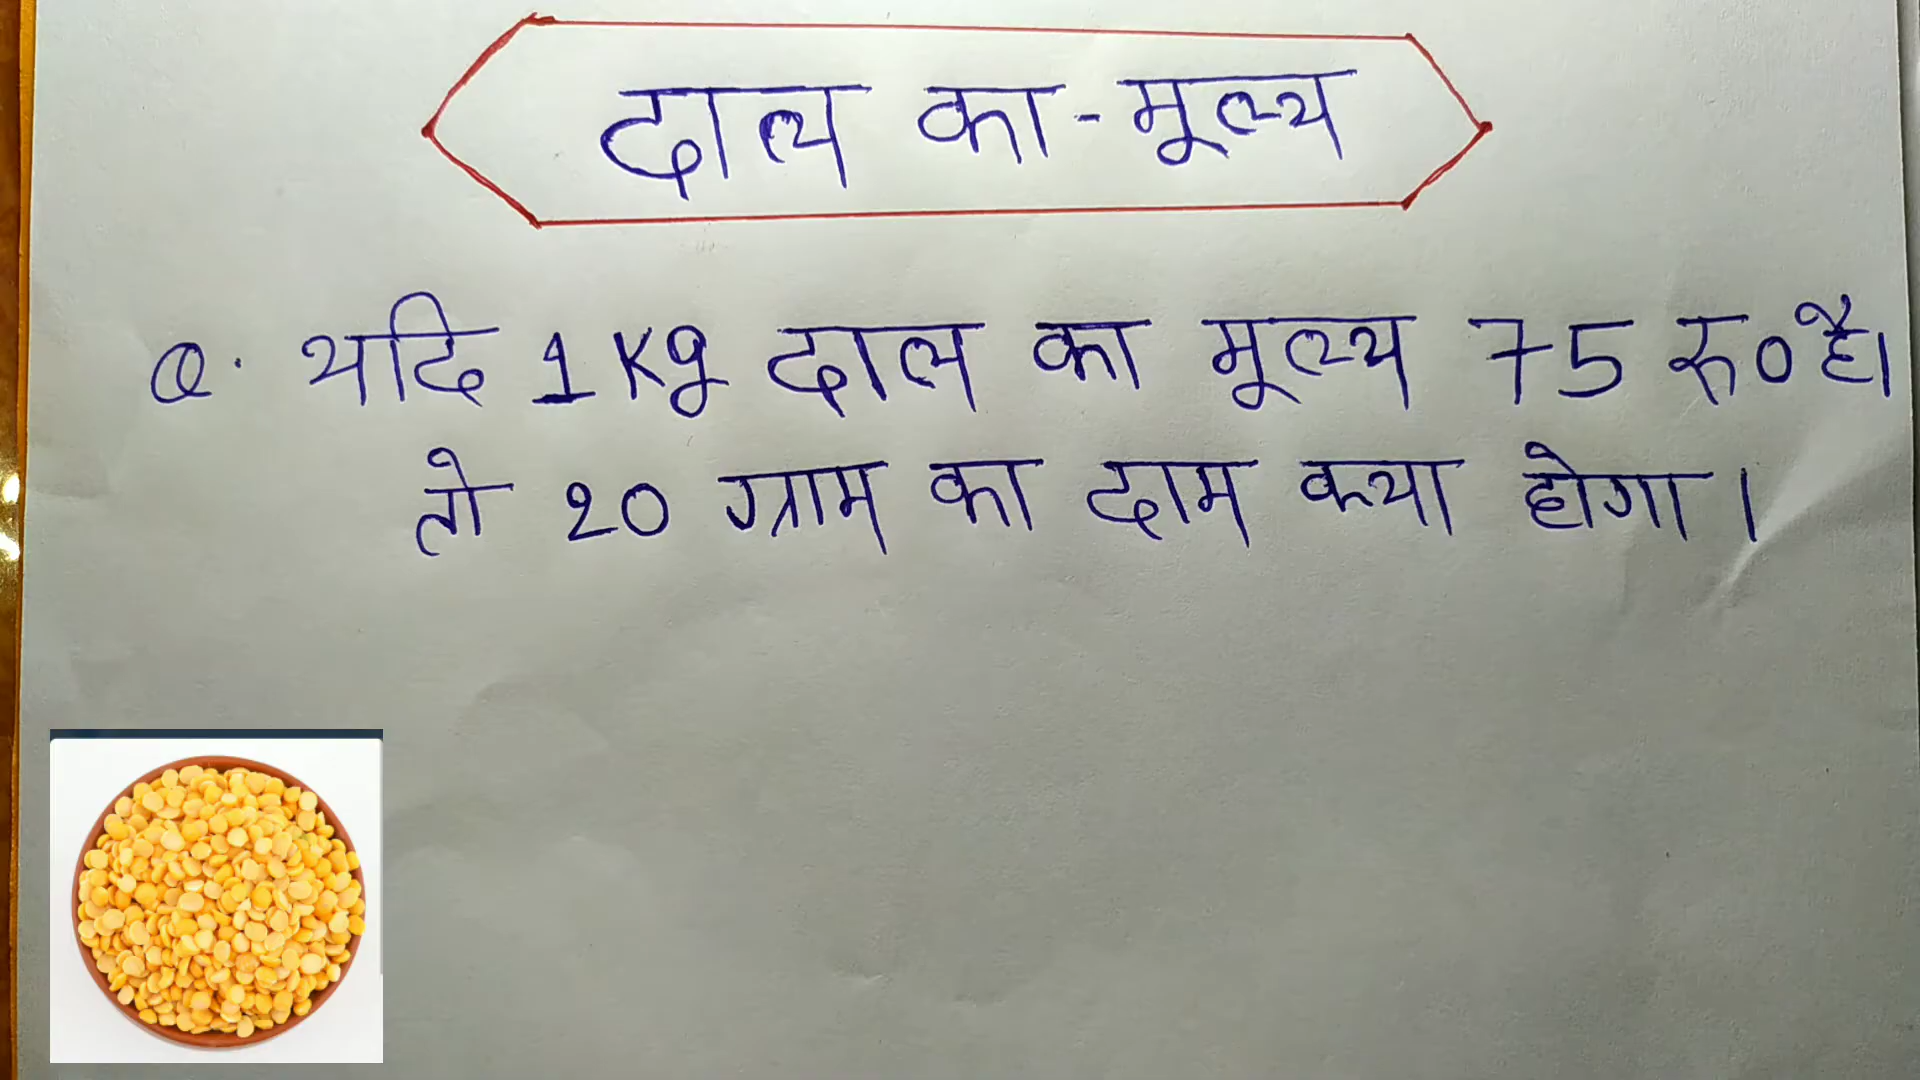 दाल का - मूल्य
Q. यदि 1 Kg दाल का मूल्य 75 रु० है।
तो 20 ग्राम का दाम क्या होगा ।